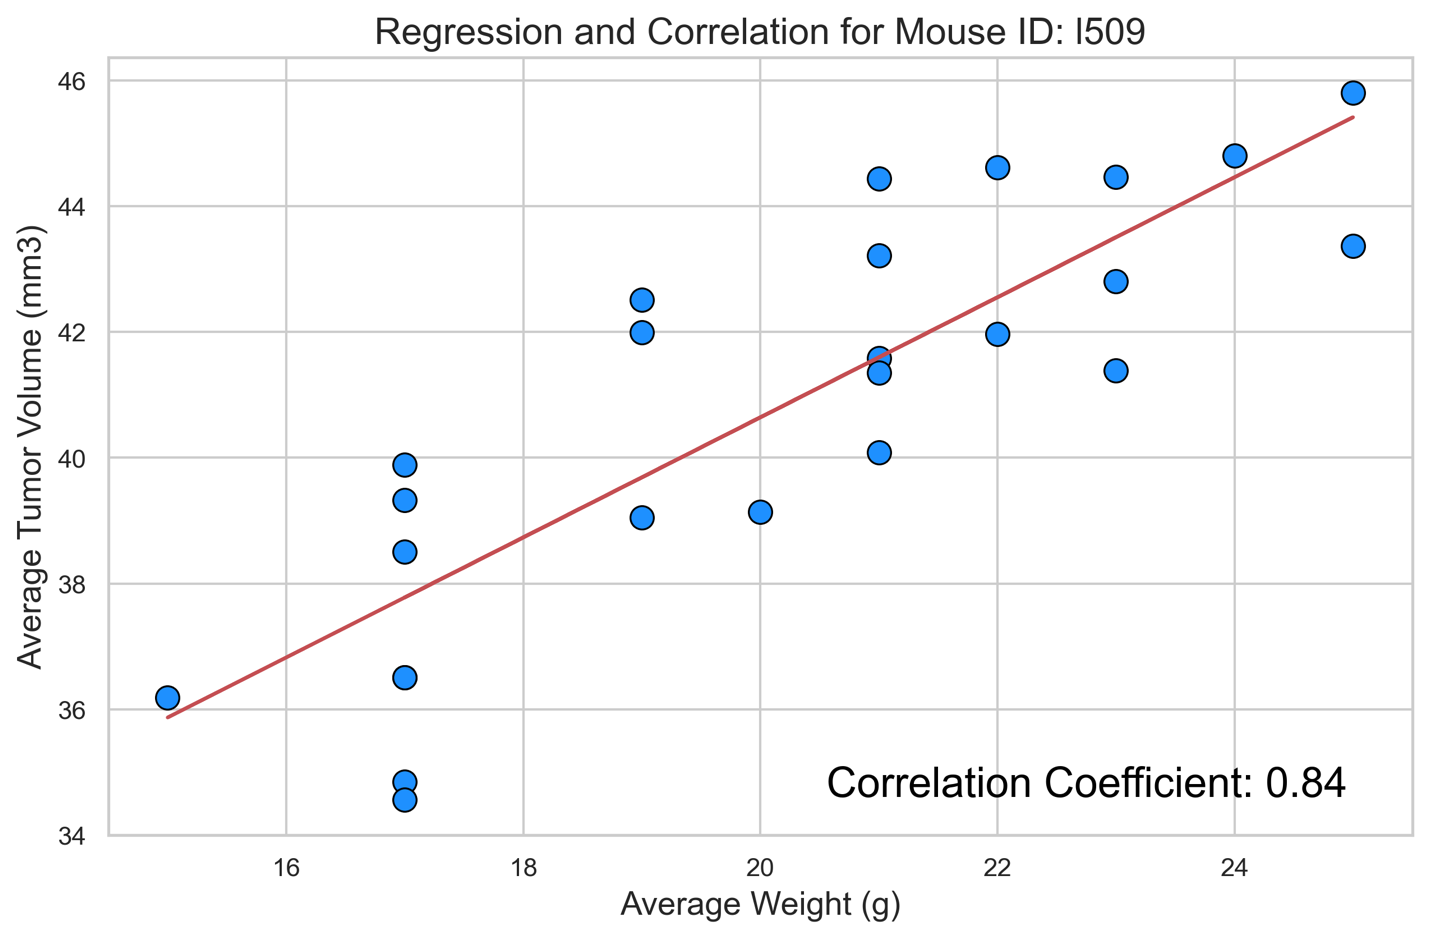 Regression and Correlation for Mouse ID: l509
46
44
42
40
38
36
34
Average Tumor Volume (mm3)
Correlation Coefficient: 0.84
16 18 20 22 24
Average Weight (g)